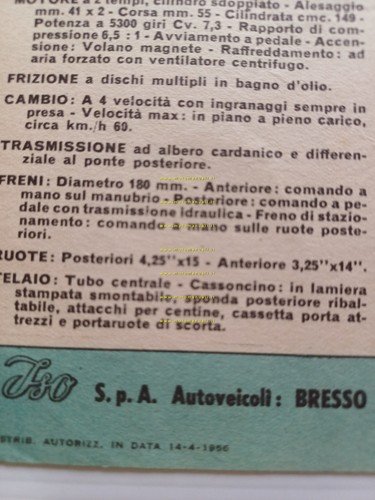 MOTORE a 2 tempi, cilindro sdoppiato - Alesaggio
mm. 41 x 2 - Corsa mm. 55 - Cilindrata cmc. 149 -
Potenza a 5300 giri Cv. 7,3 - Rapporto di com-
pressione 6,5 : 1 - Avviamento a pedale - Accen-
sione: Volano magnete - Raffreddamento: ad
aria forzato con ventilatore centrifugo.
FRIZIONE a dischi multipli in bagno d'olio.
CAMBIO: A 4 velocità con ingranaggi sempre in
presa - Velocità max: in piano a pieno carico,
circa km./h 60.
TRASMISSIONE ad albero cardanico e differen-
ziale al ponte posteriore.
FRENI: Diametro 180 mm. - Anteriore: comando a
mano sul manubrio - Posteriore: comando a pe-
dale con trasmissione idraulica - Freno di stazio-
namento: comando a mano sulle ruote poste-
riori.
RUOTE: Posteriori 4,25"x15 - Anteriore 3,25"x14".
TELAIO: Tubo centrale - Cassoncino: in lamiera
stampata smontabile, sponda posteriore ribal-
tabile, attacchi per centine, cassetta porta at-
trezzi e portaruote di scorta.
Iso S.p.A. Autoveicoli: BRESSO
STRIB. AUTORIZZ. IN DATA 14-4-1956